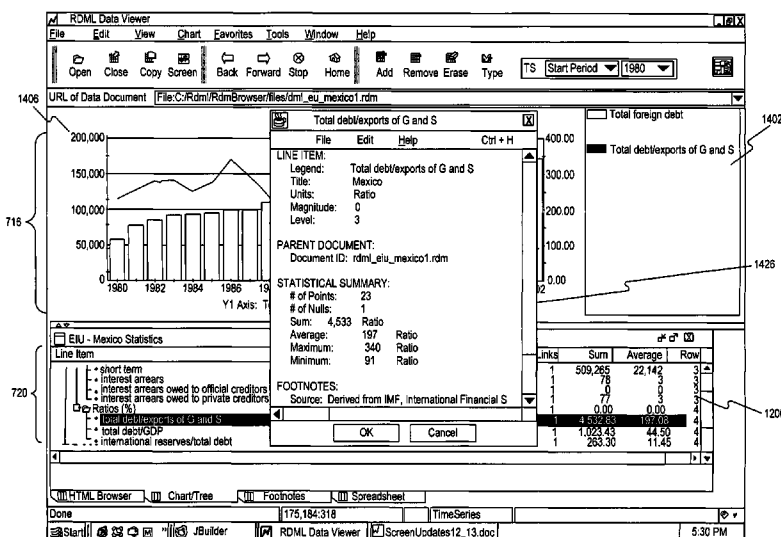 RDML Data Viewer
File Edit View Chart Favorites Tools Window Help
Open Close Copy Screen Back Forward Stop Home Add Remove Erase Type TS Start Period 1980
URL of Data Document File:C:/Rdml/RdmBrowser/files/dml_eu_mexico1.rdm
1406
716
200,000
150,000
100,000
50,000
0
1980 1982 1984 1986
Y1 Axis:
Total debt/exports of G and S
File Edit Help Ctrl + H
LINE ITEM:
Legend: Total debt/exports of G and S
Title: Mexico
Units: Ratio
Magnitude: 0
Level: 3
PARENT DOCUMENT:
Document ID: rdml_eiu_mexico1.rdm
STATISTICAL SUMMARY:
# of Points: 23
# of Nulls: 1
Sum: 4,533 Ratio
Average: 197 Ratio
Maximum: 340 Ratio
Minimum: 91 Ratio
FOOTNOTES:
Source: Derived from IMF, International Financial S
OK Cancel
400.00
300.00
200.00
100.00
0.00
Total foreign debt
Total debt/exports of G and S
1402
1426
720
EIU - Mexico Statistics
Line Item Links Sum Average Row
short term 1 509,265 22,142 3
interest arrears 1 78 3 3
interest arrears owed to official creditors 1 0 0 3
interest arrears owed to private creditors 1 77 3 3
Ratios (%) 1 0.00 0.00 4
total debt/exports of G and S 1 4,532.83 197.08 4
total debt/GDP 1 1,023.43 44.50 4
international reserves/total debt 1 263.30 11.45 4
HTML Browser Chart/Tree Footnotes Spreadsheet
Done 175,184:318 TimeSeries
Start JBuilder RDML Data Viewer ScreenUpdates12_13.doc 5:30 PM